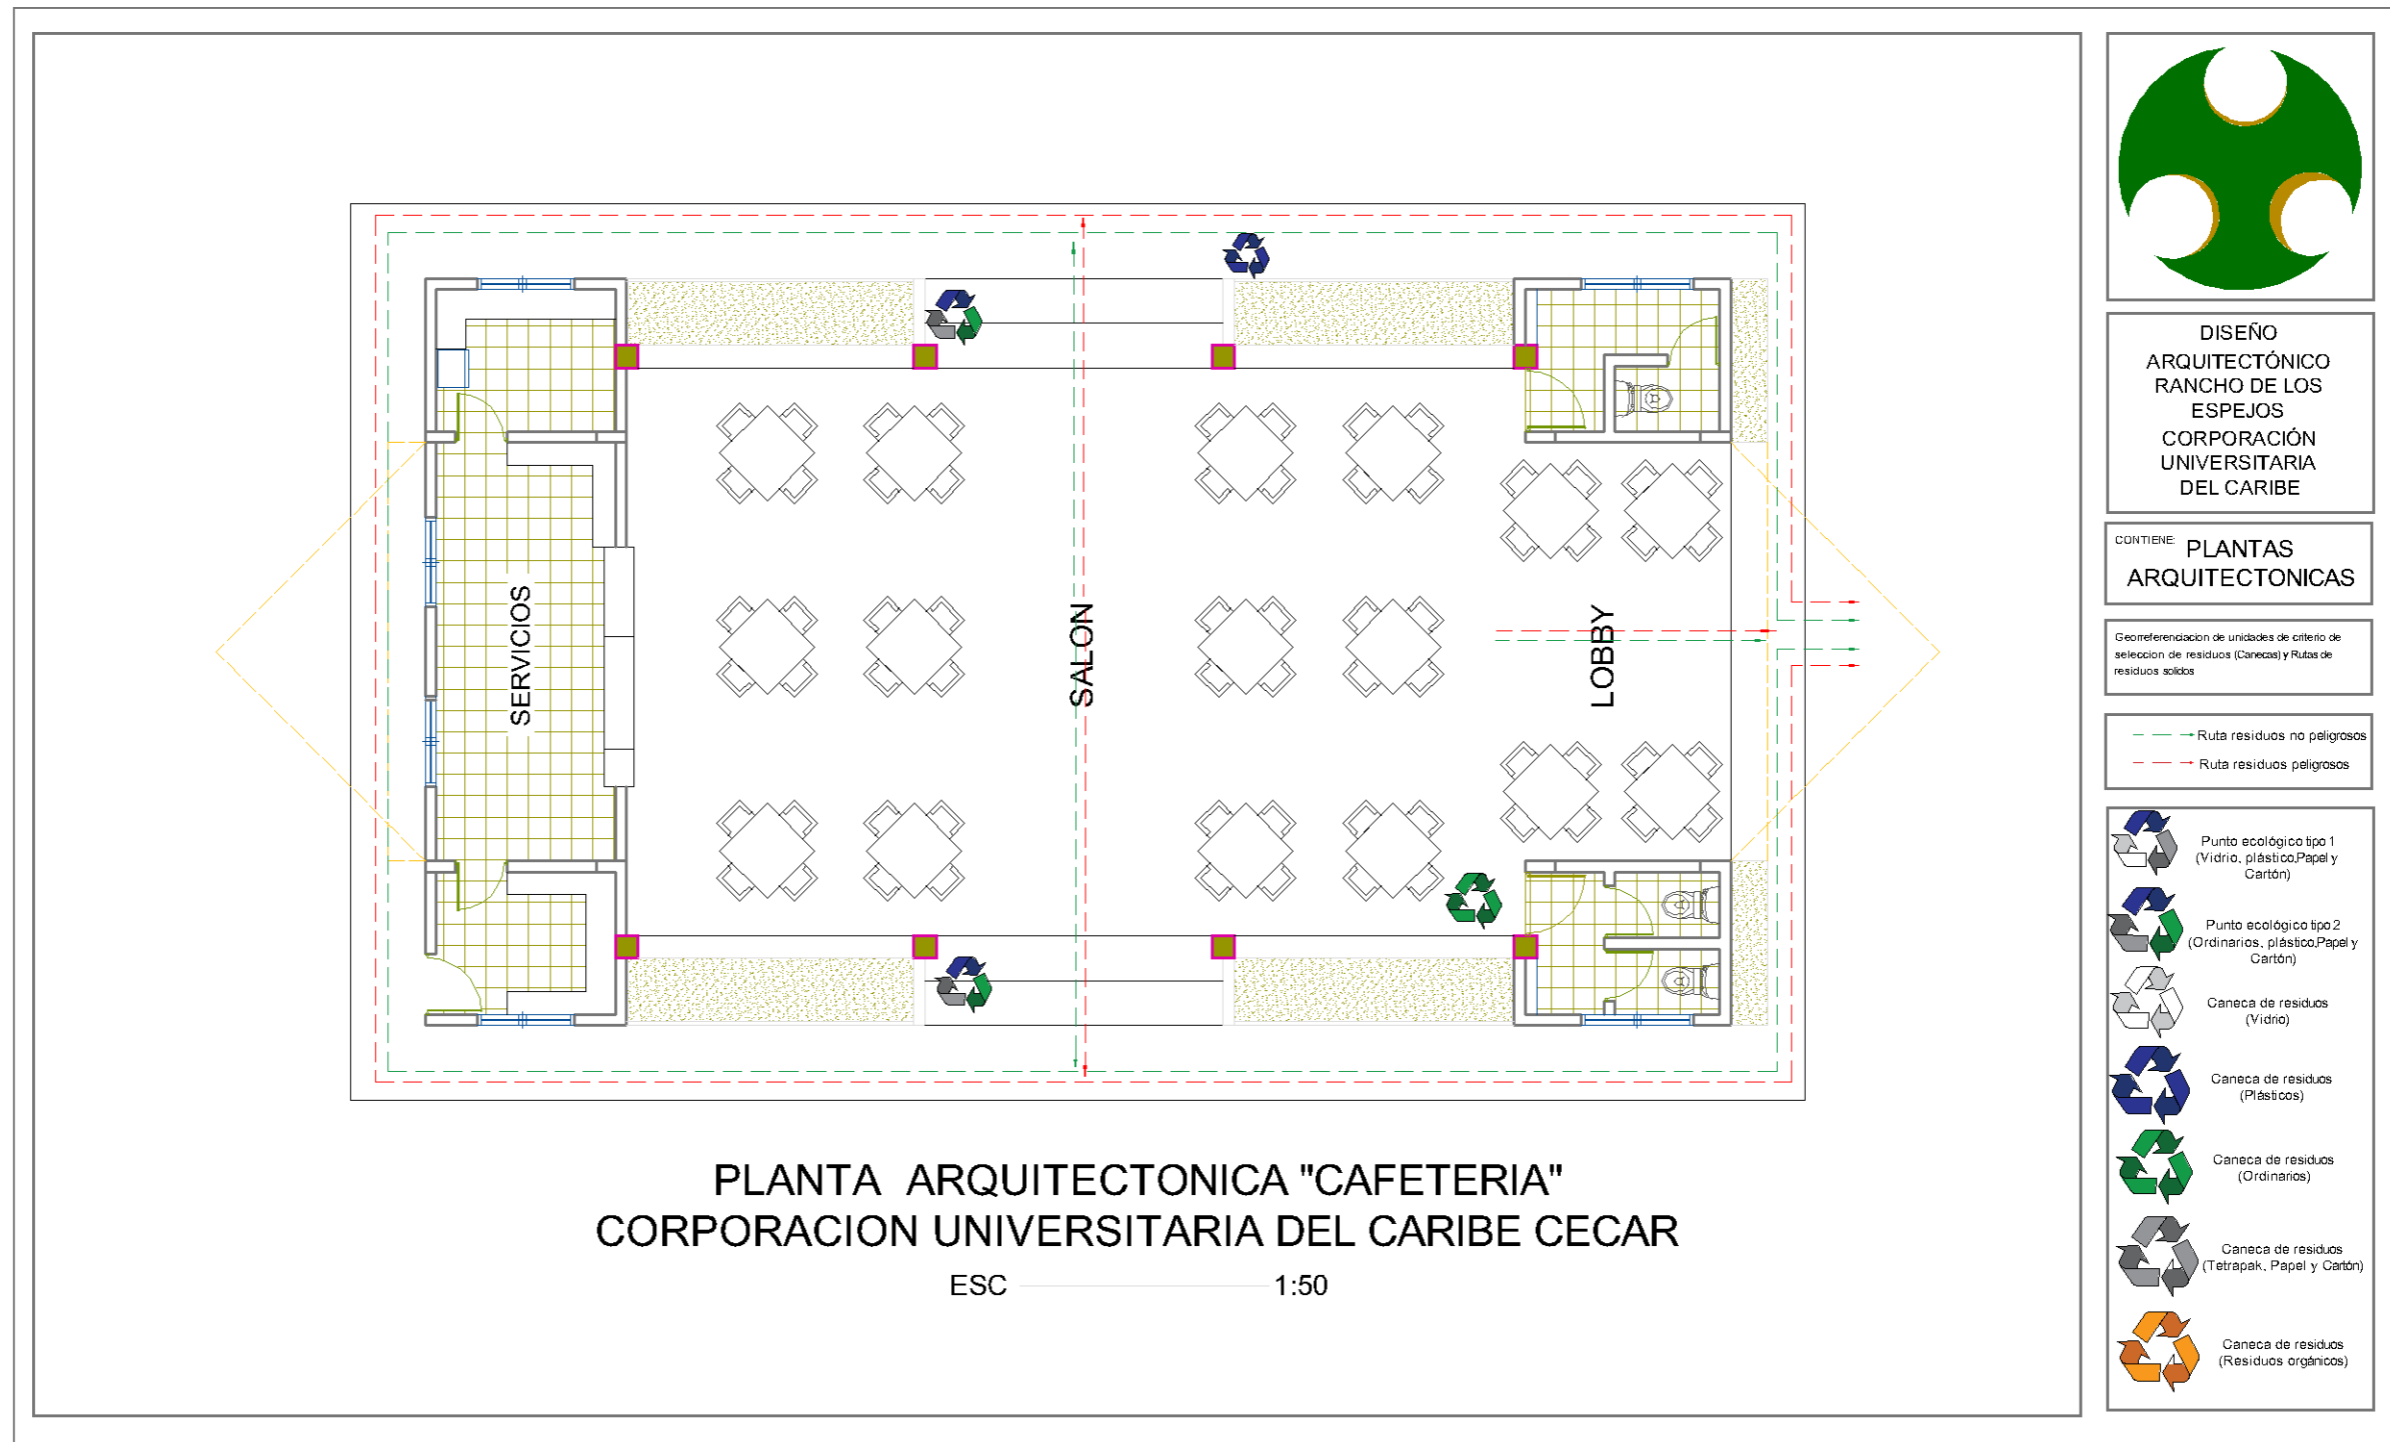 SERVICIOS
SALON
LOBBY
PLANTA ARQUITECTONICA "CAFETERIA"
CORPORACION UNIVERSITARIA DEL CARIBE CECAR
ESC 1:50
DISEÑO
ARQUITECTÓNICO
RANCHO DE LOS
ESPEJOS
CORPORACIÓN
UNIVERSITARIA
DEL CARIBE
CONTIENE: PLANTAS
ARQUITECTONICAS
Georreferenciacion de unidades de criterio de
seleccion de residuos (Canecas) y Rutas de
residuos solidos
Ruta residuos no peligrosos
Ruta residuos peligrosos
Punto ecológico tipo 1
(Vidrio, plástico,Papel y
Cartón)
Punto ecológico tipo 2
(Ordinarios, plástico,Papel y
Cartón)
Caneca de residuos
(Vidrio)
Caneca de residuos
(Plásticos)
Caneca de residuos
(Ordinarios)
Caneca de residuos
(Tetrapak, Papel y Cartón)
Caneca de residuos
(Residuos orgánicos)